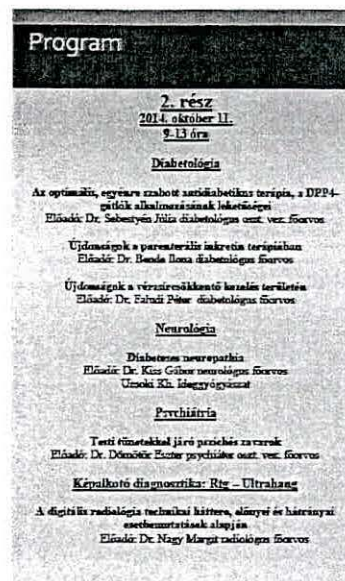 Program
2. rész
2014. október 11.
9-13 óra
Diabetológia
Az optimális, egyénre szabott antidiabetikus terápia, a DPP4-
gátlók alkalmazásának lehetőségei
Előadó: Dr. Sebestyén Júlia diabetológus oszt. vez. főorvos
Újdonságok a parenterális inkretin terápiában
Előadó: Dr. Bende Ilona diabetológus főorvos
Újdonságok a vérzsírcsökkentő kezelés területén
Előadó: Dr. Faludi Péter diabetológus főorvos
Neurológia
Diabeteses neuropathia
Előadó: Dr. Kiss Gábor neurológus főorvos
Uzsoki Kh. Ideggyógyászat
Psychiátria
Testi tünetekkel járó pszichés zavarok
Előadó: Dr. Dömötör Eszter psychiáter oszt. vez. főorvos
Képalkotó diagnosztika: Rtg – Ultrahang
A digitális radiológia technikai háttere, előnyei és hátrányai
esetbemutatások alapján
Előadó: Dr. Nagy Margit radiológus főorvos